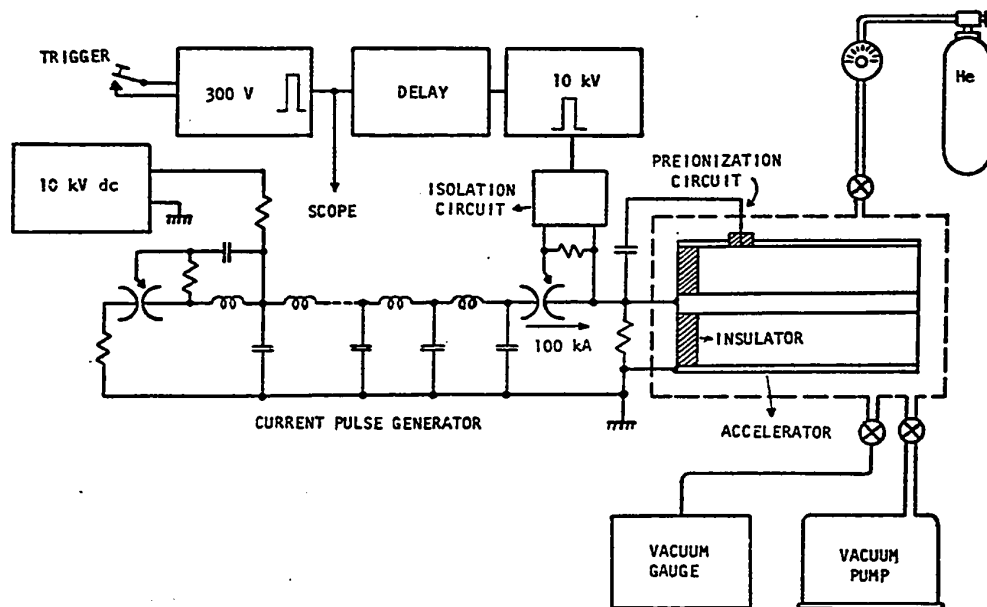 TRIGGER
300 V
DELAY
10 kV
He
10 kV dc
SCOPE
ISOLATION
CIRCUIT
PREIONIZATION
CIRCUIT
100 kA
INSULATOR
CURRENT PULSE GENERATOR
ACCELERATOR
VACUUM
GAUGE
VACUUM
PUMP